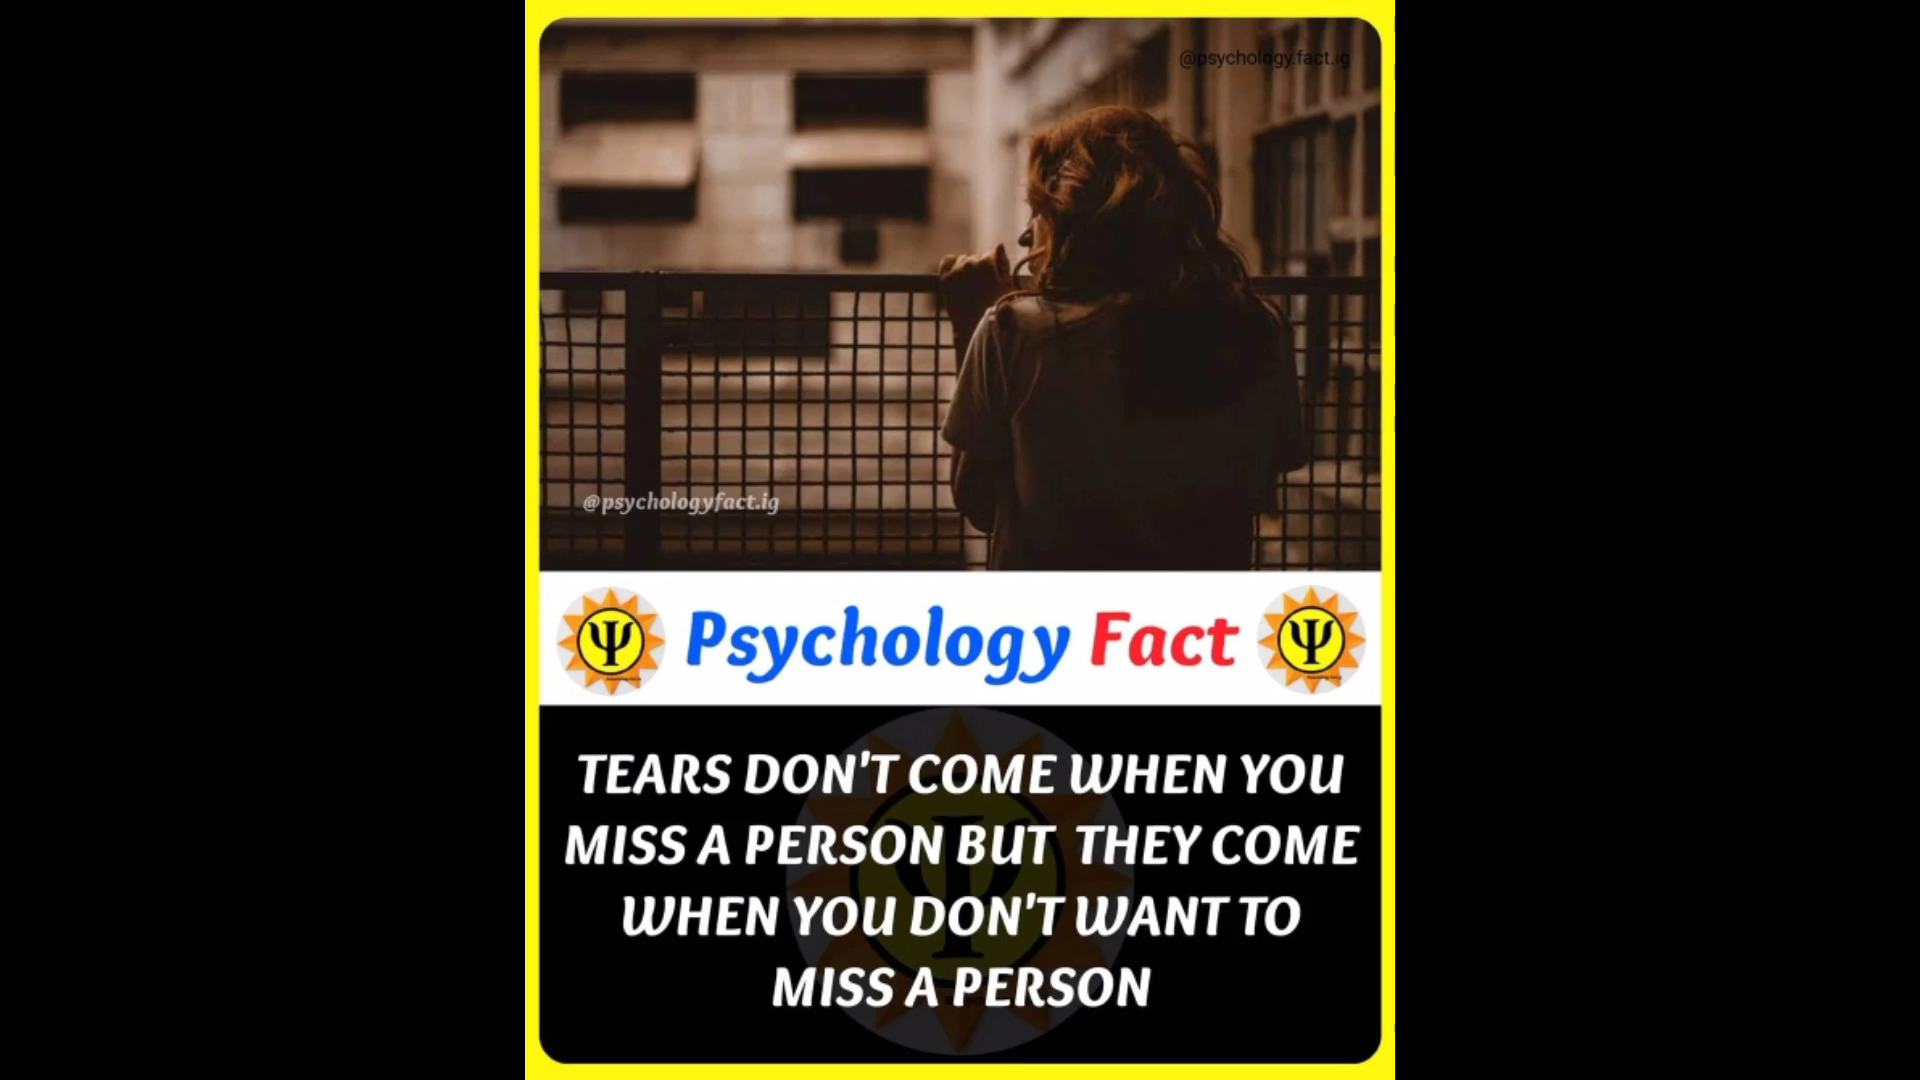 @psychology.fact.ig
@psychologyfact.ig
Psychology Fact
TEARS DON'T COME WHEN YOU
MISS A PERSON BUT THEY COME
WHEN YOU DON'T WANT TO
MISS A PERSON